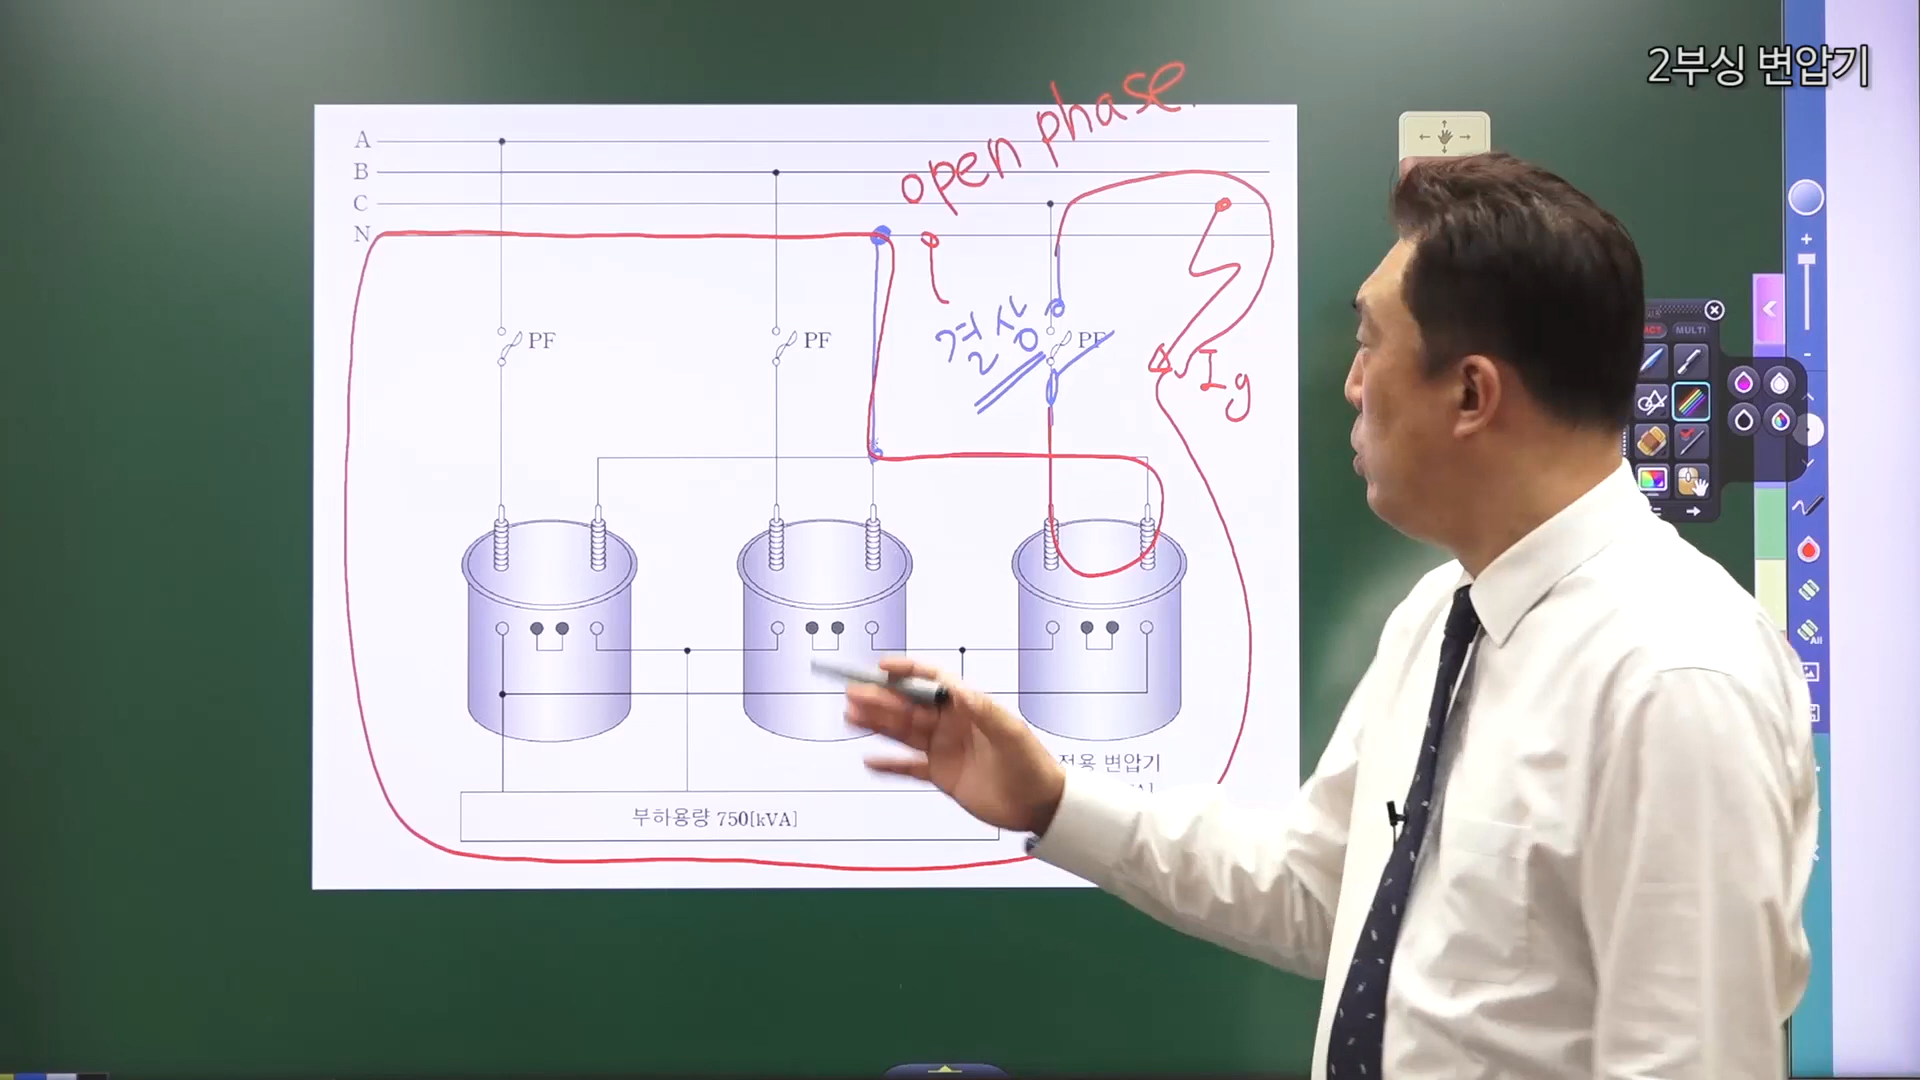 2부싱 변압기
open phase
A
B
C
N
결상
PF
PF
PF
Ig
MULTI
전용 변압기
부하용량 750[kVA]